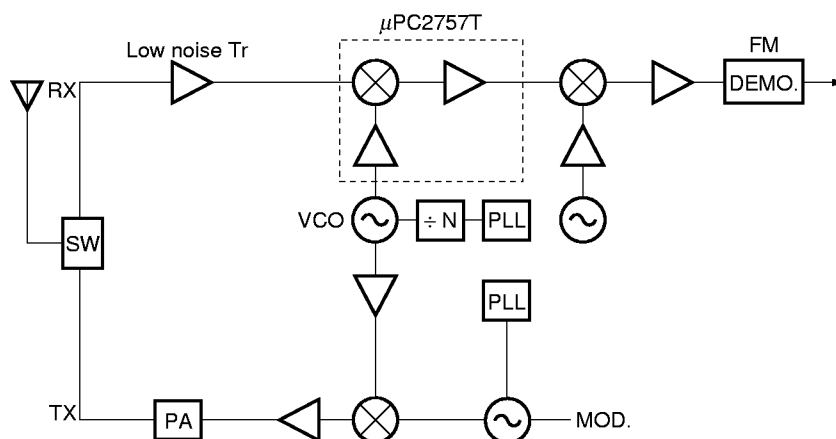 μPC2757T
Low noise Tr
FM
RX
DEMO.
VCO
÷ N
PLL
SW
PLL
TX
PA
MOD.